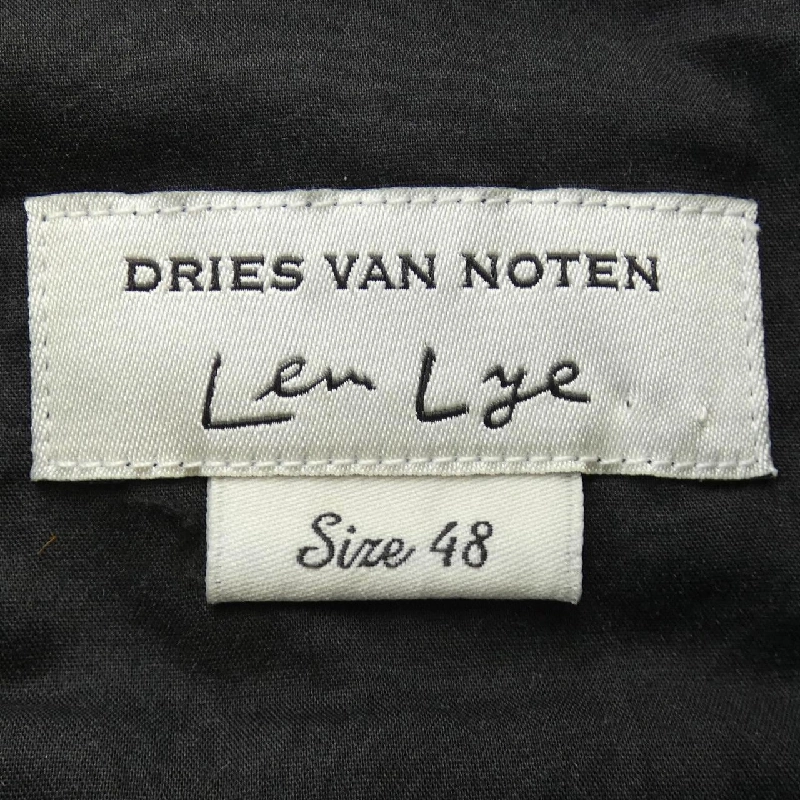 DRIES VAN NOTEN
Len Lye
Size 48